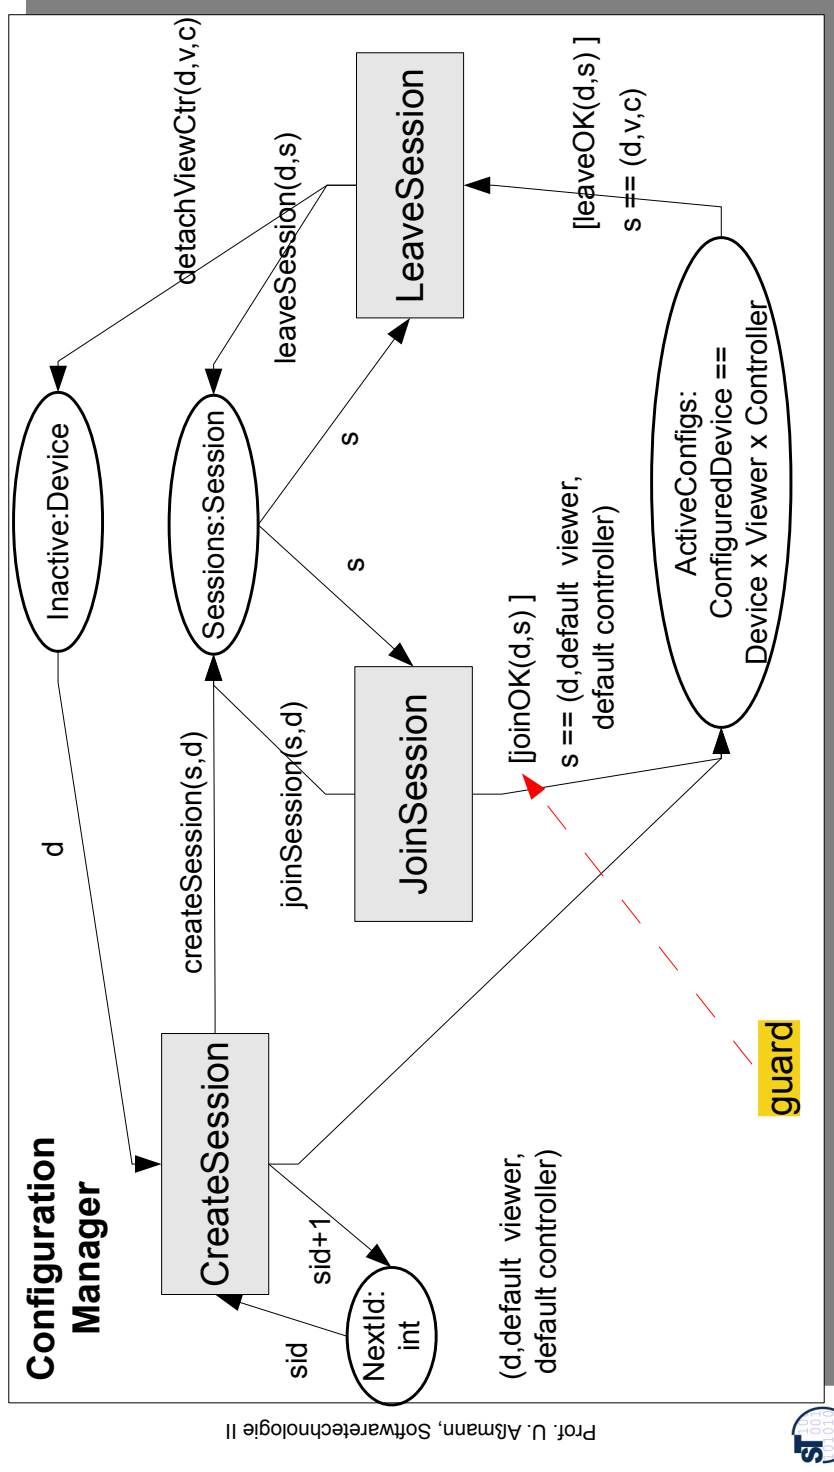 Configuration
Manager
d
Inactive:Device
detachViewCtr(d,v,c)
CreateSession
createSession(s,d)
Sessions:Session
leaveSession(d,s)
joinSession(s,d)
sid
sid+1
NextId:
int
s
s
JoinSession
LeaveSession
(d,default viewer,
default controller)
[joinOK(d,s) ]
s == (d,default viewer,
default controller)
[leaveOK(d,s) ]
s == (d,v,c)
ActiveConfigs:
ConfiguredDevice ==
Device x Viewer x Controller
guard
Prof. U. Aßmann, Softwaretechnologie II
ST